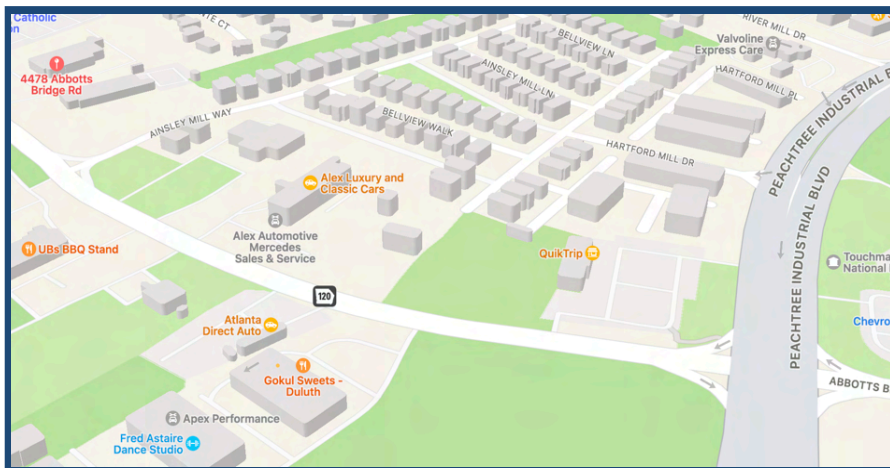 Catholic
RIVER MILL DR
BELLVIEW LN
Valvoline
Express Care
4478 Abbotts
Bridge Rd
AINSLEY MILL LN
HARTFORD MILL PL
AINSLEY MILL WAY
BELLVIEW WALK
HARTFORD MILL DR
PEACHTREE INDUSTRIAL B
PEACHTREE INDUSTRIAL BLVD
Alex Luxury and
Classic Cars
Alex Automotive
Mercedes
Sales & Service
UBs BBQ Stand
QuikTrip
Touchma
National
120
Atlanta
Direct Auto
Chevro
Gokul Sweets -
Duluth
ABBOTTS B
Apex Performance
Fred Astaire
Dance Studio